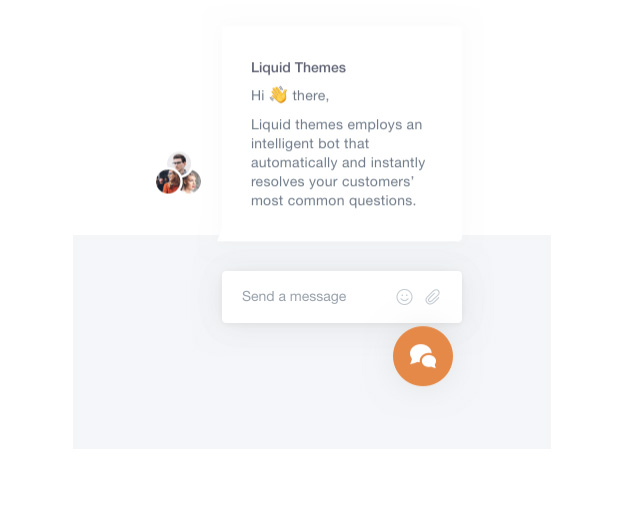 Liquid Themes
Hi 👋 there,
Liquid themes employs an
intelligent bot that
automatically and instantly
resolves your customers’
most common questions.
Send a message